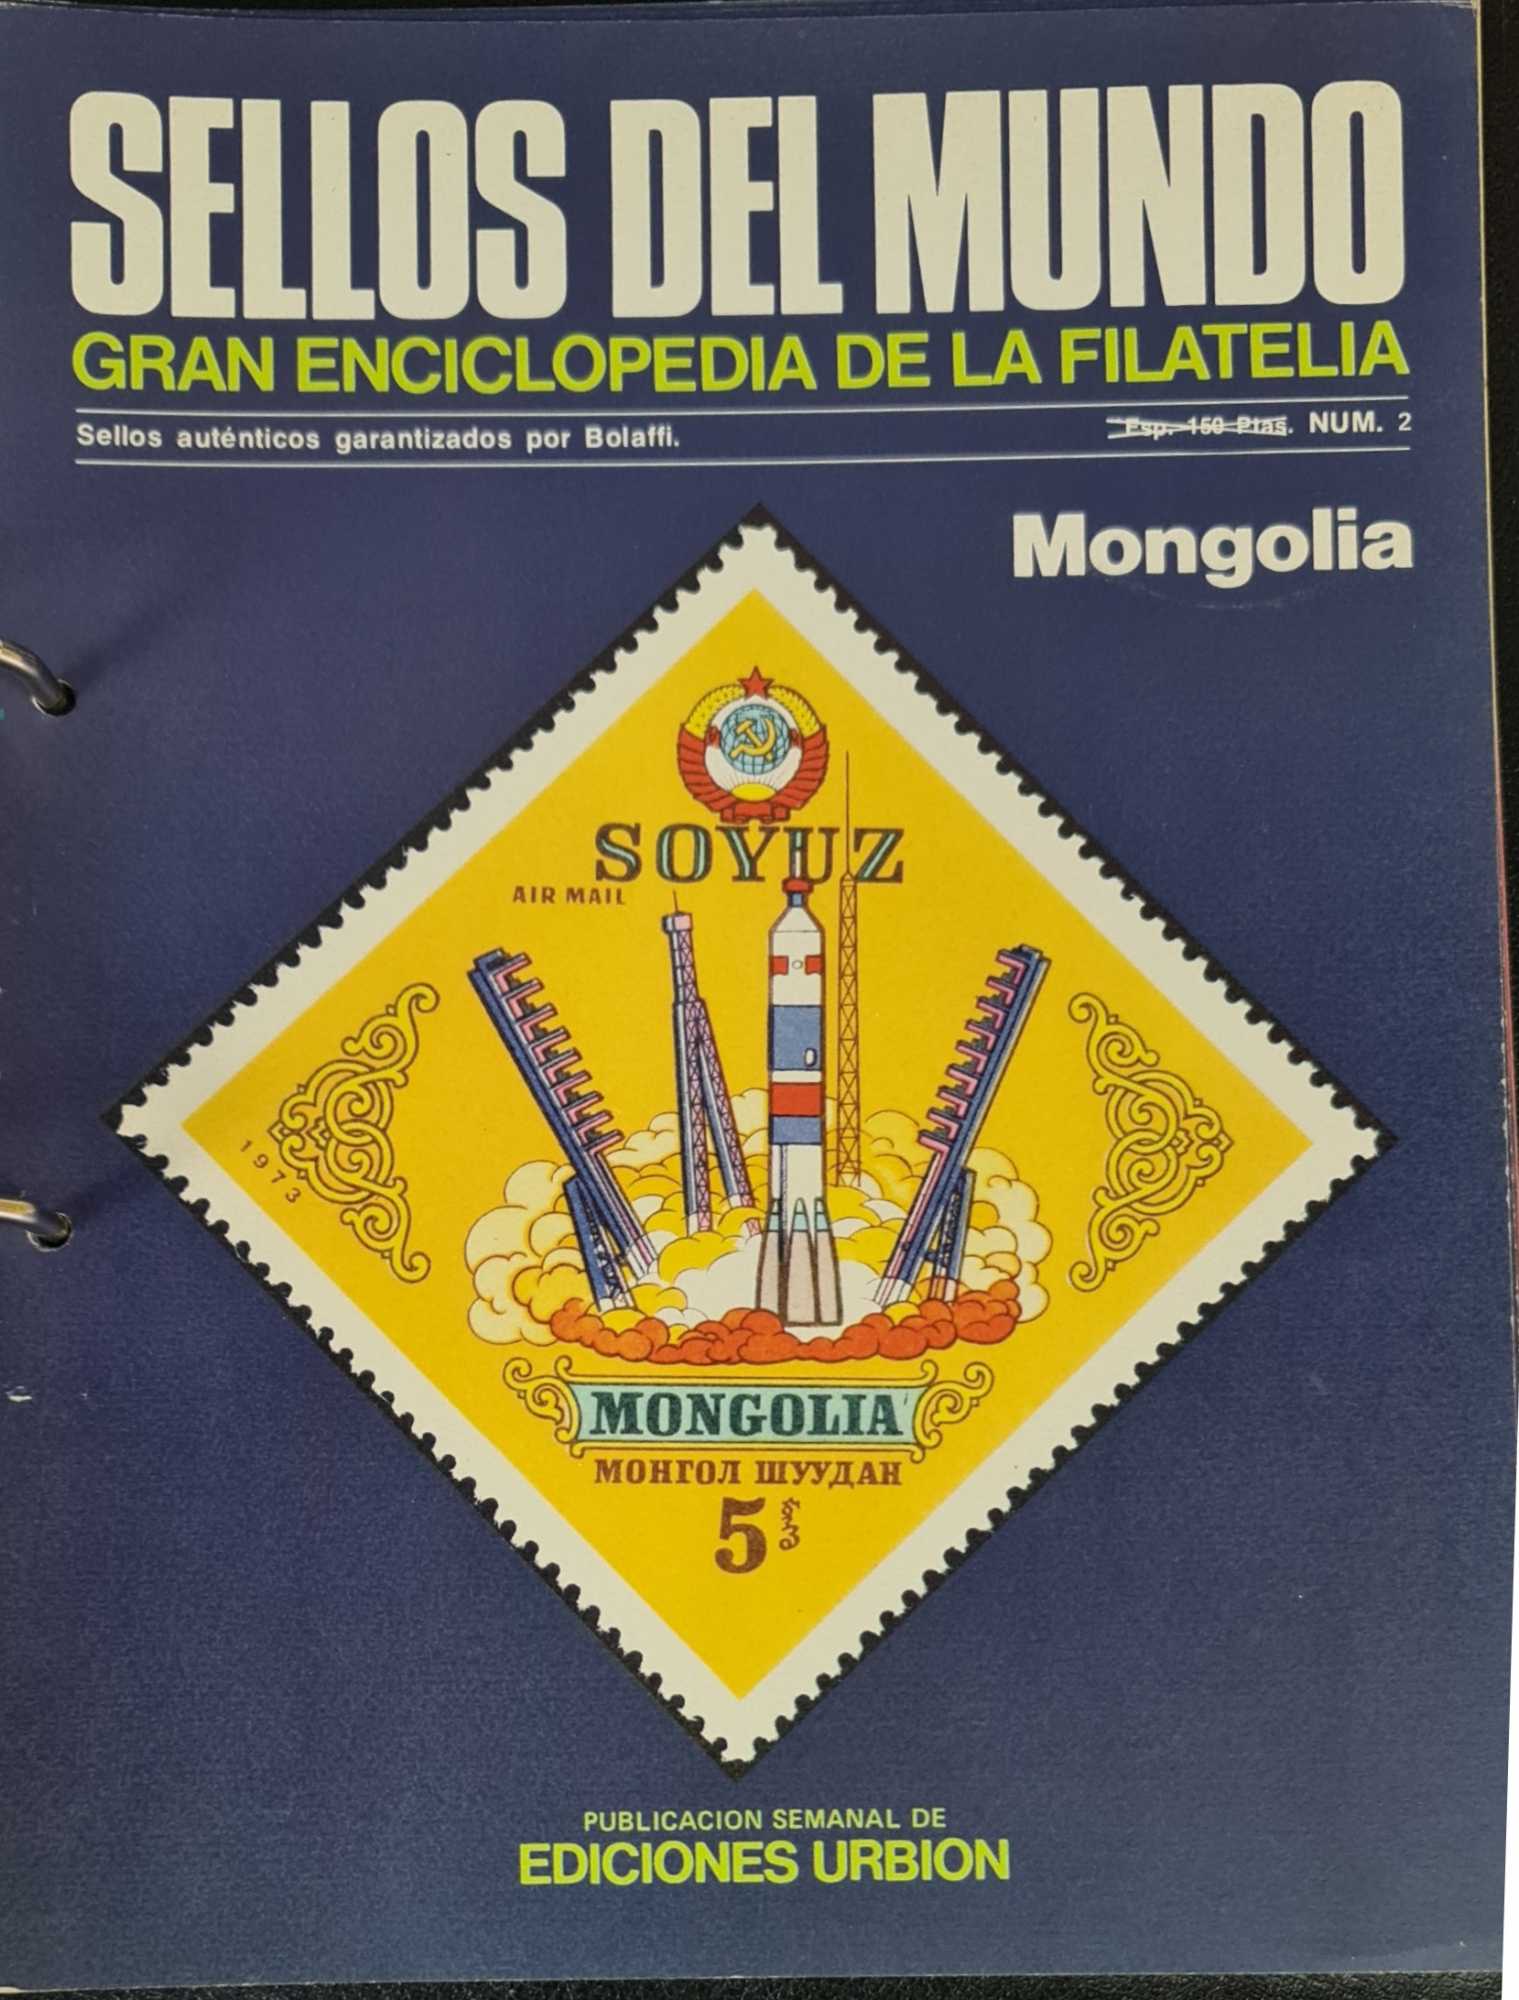 SELLOS DEL MUNDO
GRAN ENCICLOPEDIA DE LA FILATELIA
Sellos auténticos garantizados por Bolaffi.
Esp. 150 Ptas. NUM. 2
Mongolia
SOYUZ
AIR MAIL
1973
MONGOLIA
МОНГОЛ ШУУДАН
5
PUBLICACION SEMANAL DE
EDICIONES URBION